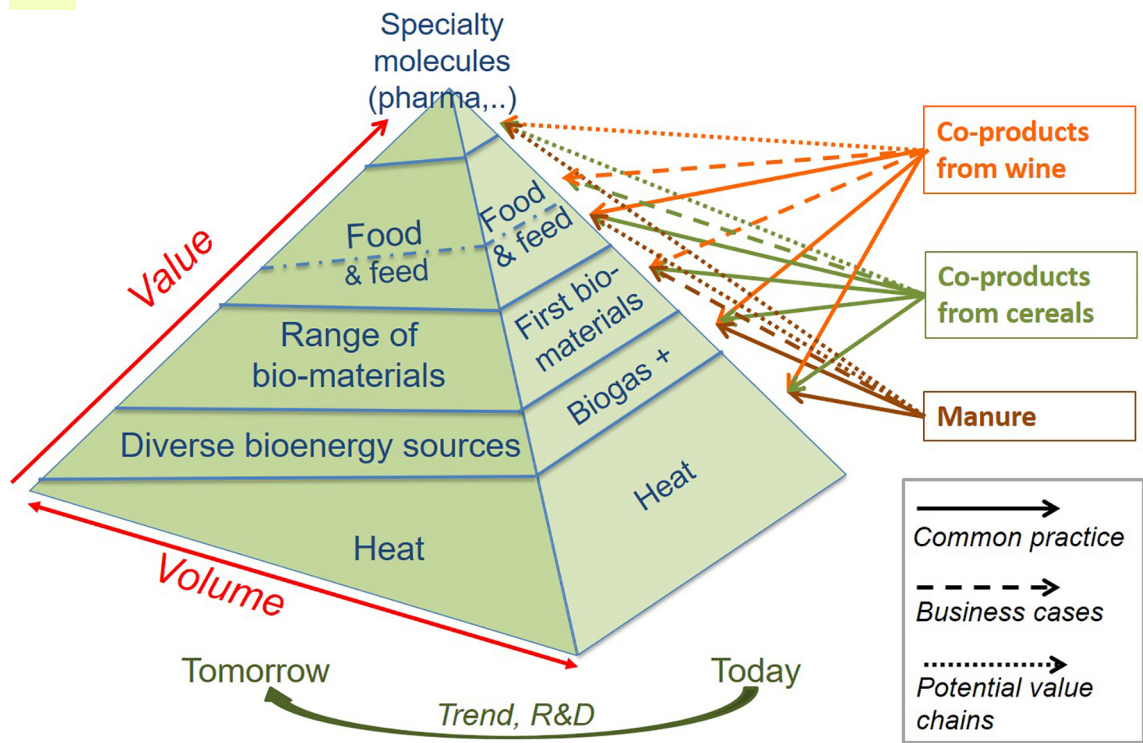 Specialty
molecules
(pharma,..)
Value
Food
& feed
Food
& feed
Range of
bio-materials
First bio-
materials
Diverse bioenergy sources
Biogas +
Heat
Heat
Volume
Tomorrow
Today
Trend, R&D
Co-products
from wine
Co-products
from cereals
Manure
Common practice
Business cases
Potential value
chains